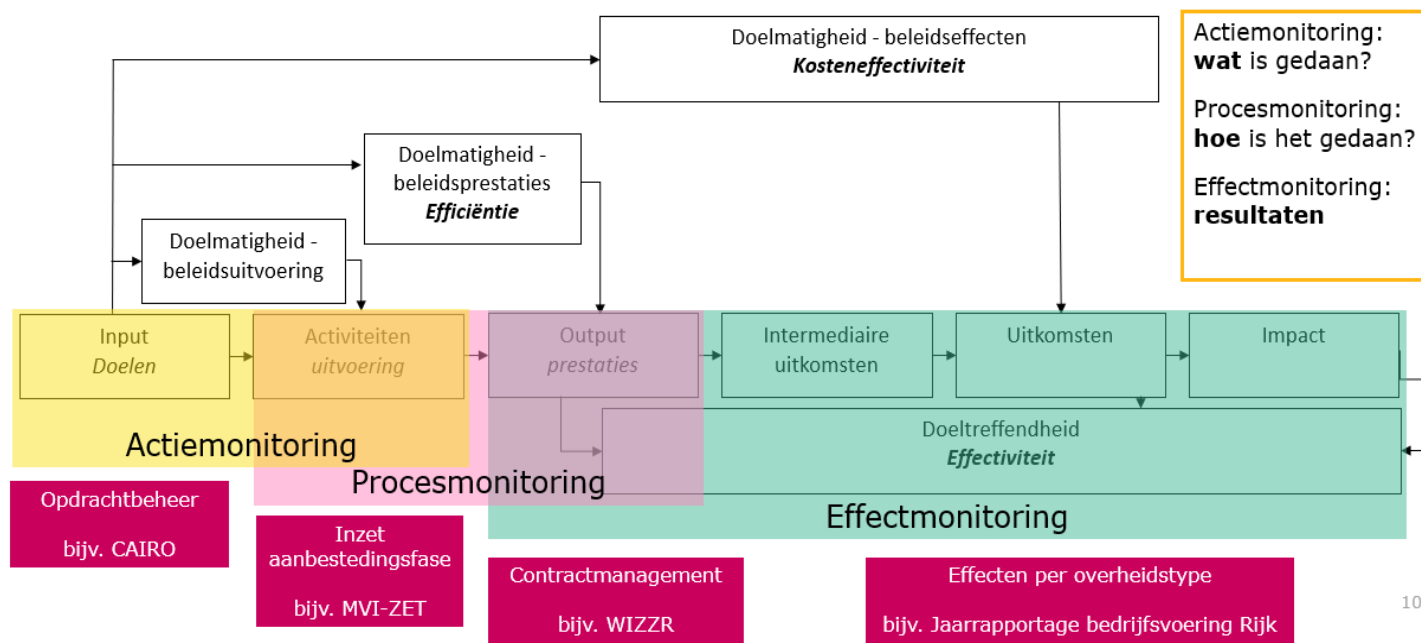 Doelmatigheid - beleidseffecten
Kosteneffectiviteit
Actiemonitoring:
wat is gedaan?
Procesmonitoring:
hoe is het gedaan?
Effectmonitoring:
resultaten
Doelmatigheid -
beleidsprestaties
Efficiëntie
Doelmatigheid -
beleidsuitvoering
Input
Doelen
Activiteiten
uitvoering
Output
prestaties
Intermediaire
uitkomsten
Uitkomsten
Impact
Doeltreffendheid
Effectiviteit
Actiemonitoring
Procesmonitoring
Effectmonitoring
Opdrachtbeheer
bijv. CAIRO
Inzet
aanbestedingsfase
bijv. MVI-ZET
Contractmanagement
bijv. WIZZR
Effecten per overheidstype
bijv. Jaarrapportage bedrijfsvoering Rijk
10